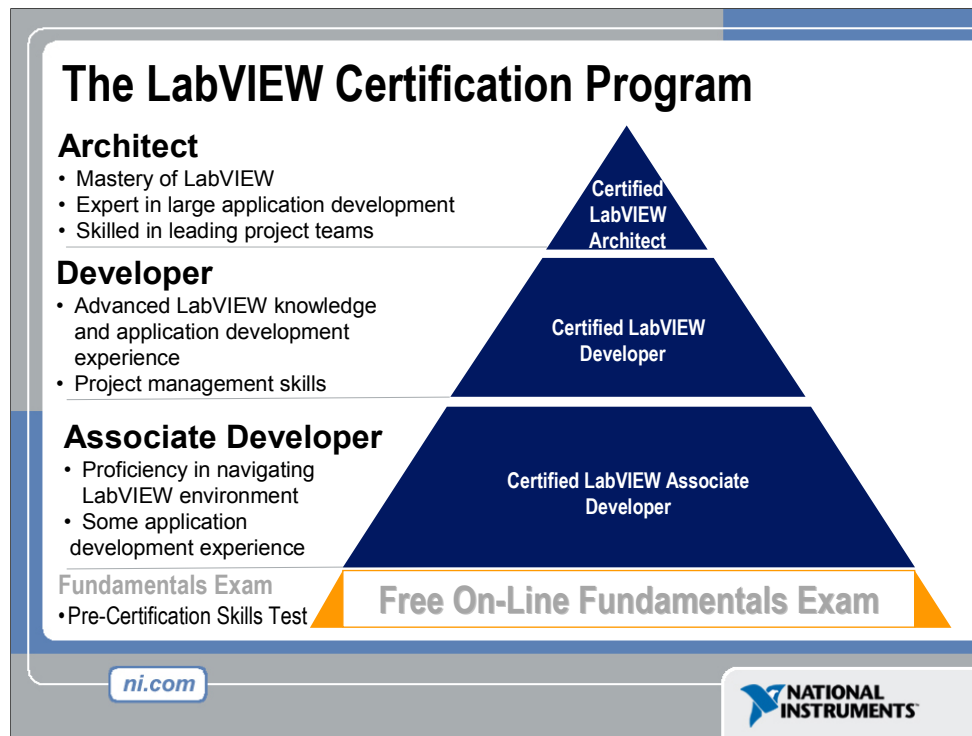 The LabVIEW Certification Program
Architect
• Mastery of LabVIEW
• Expert in large application development
• Skilled in leading project teams
Certified
LabVIEW
Architect
Developer
• Advanced LabVIEW knowledge
and application development
experience
• Project management skills
Certified LabVIEW
Developer
Associate Developer
• Proficiency in navigating
LabVIEW environment
• Some application
development experience
Certified LabVIEW Associate
Developer
Fundamentals Exam
•Pre-Certification Skills Test
Free On-Line Fundamentals Exam
ni.com
NATIONAL
INSTRUMENTS™